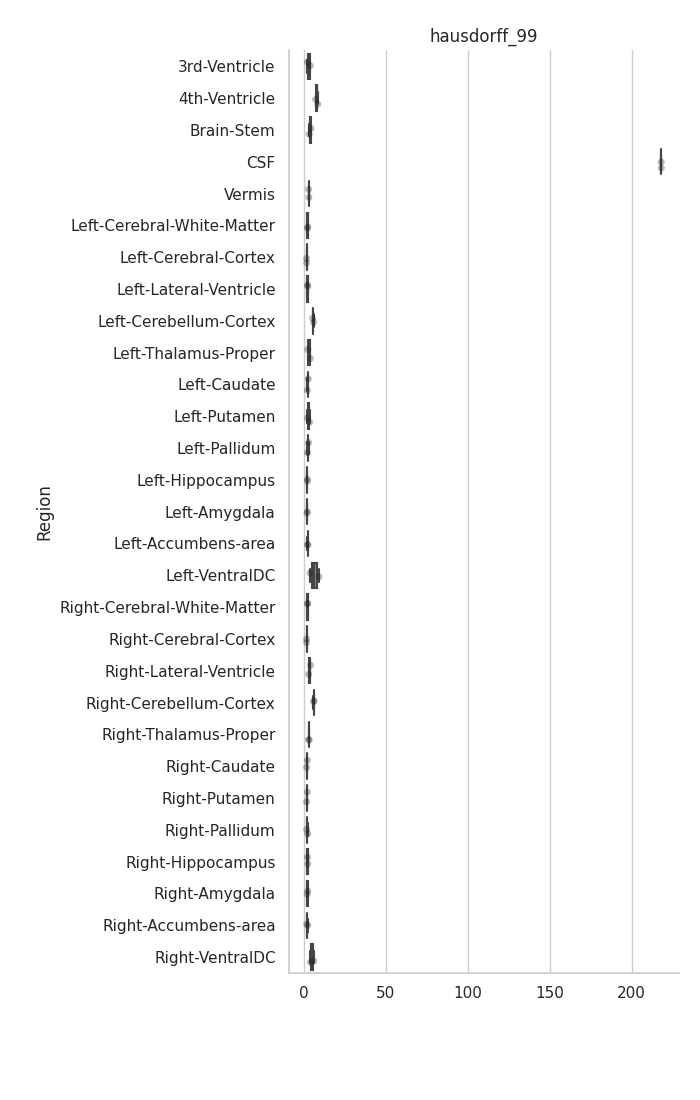 hausdorff_99
3rd-Ventricle
4th-Ventricle
Brain-Stem
CSF
Vermis
Left-Cerebral-White-Matter
Left-Cerebral-Cortex
Left-Lateral-Ventricle
Left-Cerebellum-Cortex
Left-Thalamus-Proper
Left-Caudate
Left-Putamen
Left-Pallidum
Left-Hippocampus
Left-Amygdala
Left-Accumbens-area
Left-VentralDC
Right-Cerebral-White-Matter
Right-Cerebral-Cortex
Right-Lateral-Ventricle
Right-Cerebellum-Cortex
Right-Thalamus-Proper
Right-Caudate
Right-Putamen
Right-Pallidum
Right-Hippocampus
Right-Amygdala
Right-Accumbens-area
Right-VentralDC
Region
0 50 100 150 200